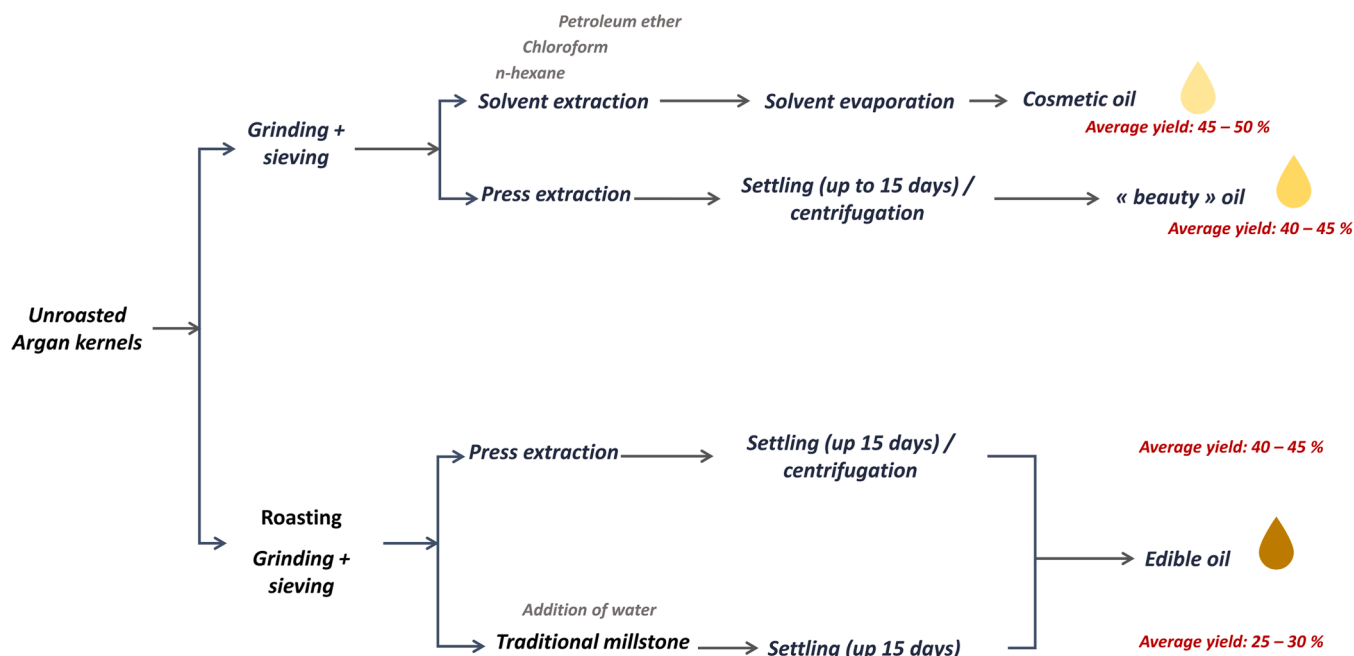 Petroleum ether
Chloroform
n-hexane
Solvent extraction
Solvent evaporation
Cosmetic oil
Average yield: 45 – 50 %
Grinding +
sieving
Press extraction
Settling (up to 15 days) /
centrifugation
« beauty » oil
Average yield: 40 – 45 %
Unroasted
Argan kernels
Press extraction
Settling (up 15 days) /
centrifugation
Average yield: 40 – 45 %
Roasting
Grinding +
sieving
Edible oil
Addition of water
Traditional millstone
Settling (up 15 days)
Average yield: 25 – 30 %